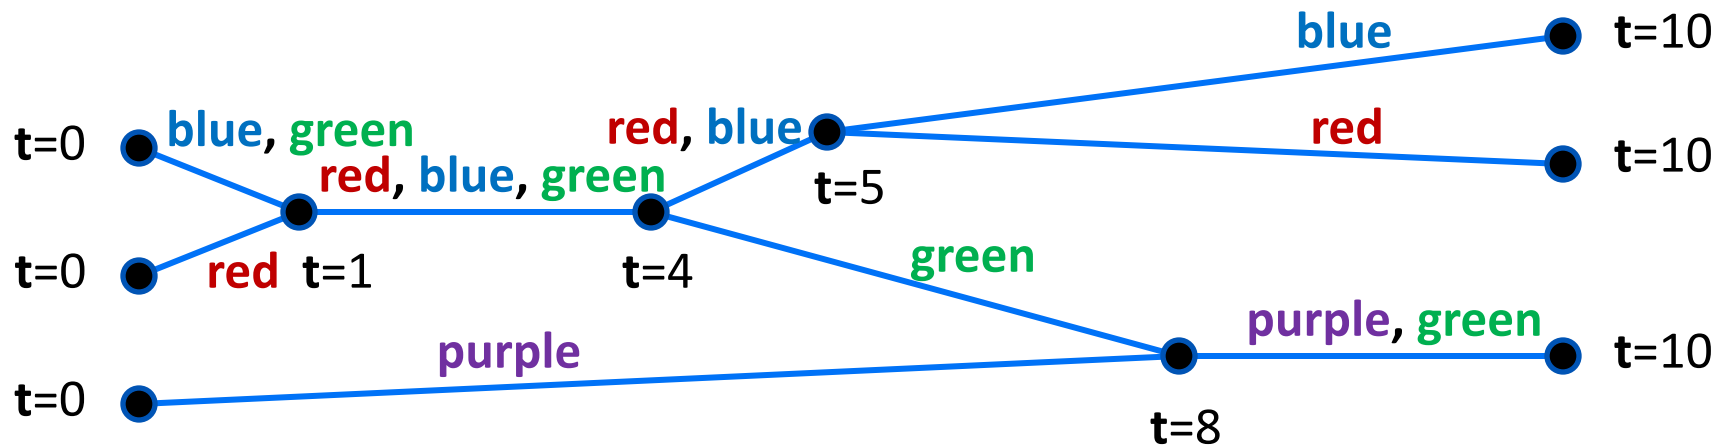 blue
t=10
t=0
blue, green
red, blue
red
t=10
red, blue, green
t=5
t=0
red
t=1
t=4
green
purple
purple, green
t=10
t=0
t=8